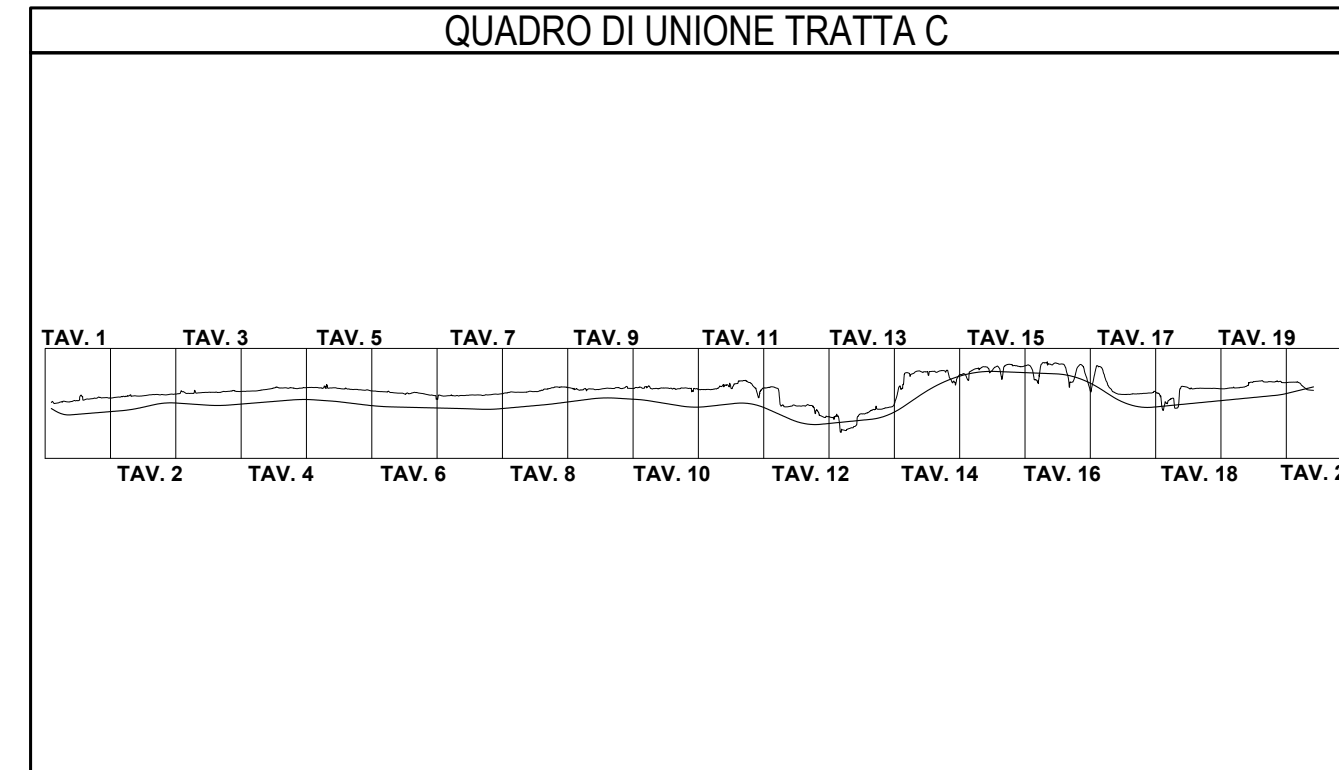 QUADRO DI UNIONE TRATTA C
TAV. 1 TAV. 3 TAV. 5 TAV. 7 TAV. 9 TAV. 11 TAV. 13 TAV. 15 TAV. 17 TAV. 19
TAV. 2 TAV. 4 TAV. 6 TAV. 8 TAV. 10 TAV. 12 TAV. 14 TAV. 16 TAV. 18 TAV.